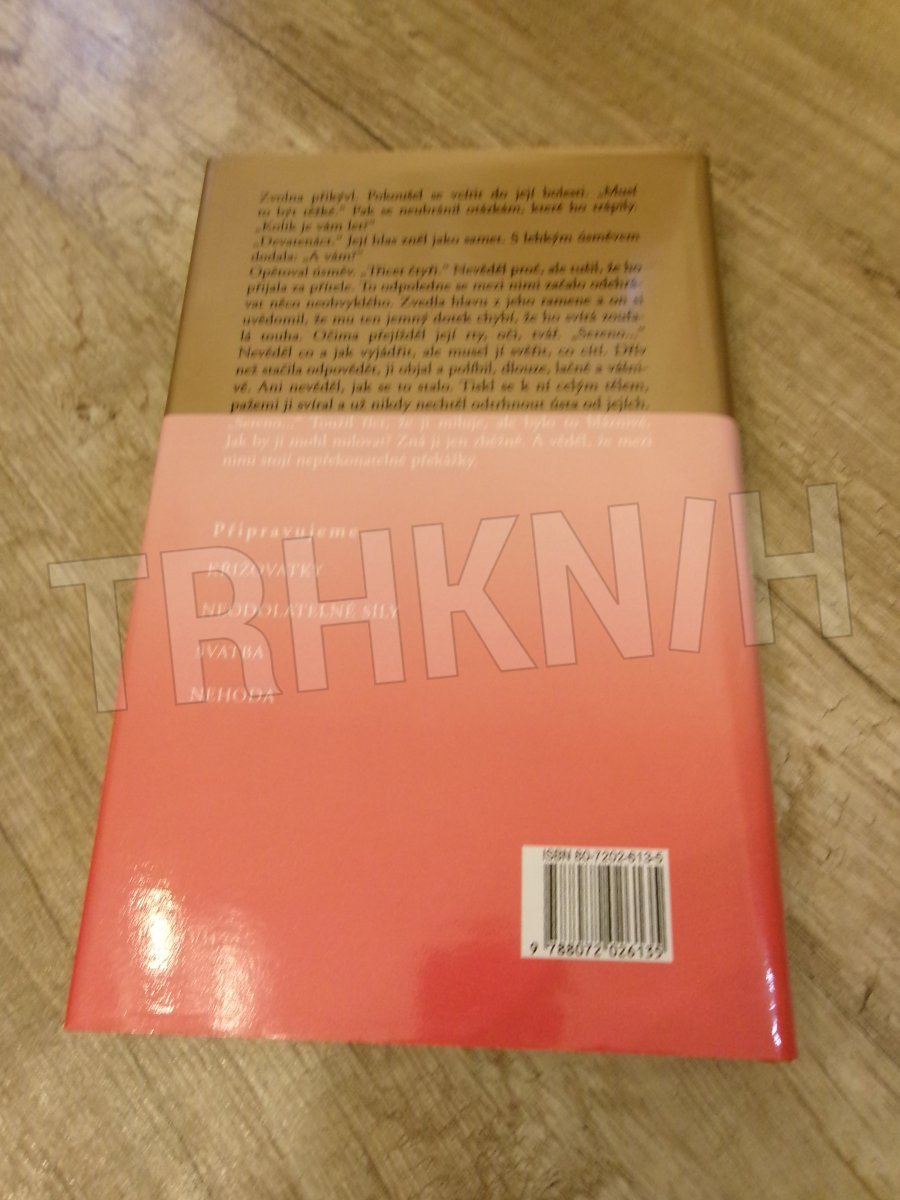 Zvolna přikývl. Pokoušel se vcítit do její bolesti. „Musí
to být těžké.“ Pak se neubránil otázkám, které ho trápily.
„Kolik je vám let?“
„Devatenáct.“ Její hlas zněl jako samet. S lehkým úsměvem
dodala: „A vám?“
Opětoval úsměv. „Třicet čtyři.“ Nevěděl proč, ale tušil, že ho
přijala za přítele. To odpoledne se mezi nimi začalo odehrá-
vat něco neobvyklého. Zvedla hlavu z jeho ramene a on si
uvědomil, že mu ten jemný dotek chybí, že ho svírá zoufa-
lá touha. Očima přejížděl její rty, oči, tvář. „Sereno...“
Nevěděl co a jak vyjádřit, ale musel jí svěřit, co cítí. Dřív
než stačila odpovědět, ji objal a políbil, dlouze, lačně a vášni-
vě. Ani nevěděl, jak se to stalo. Tiskl se k ní celým tělem,
pažemi ji svíral a už nikdy nechtěl odtrhnout ústa od jejích,
„Sereno...“ Toužil říct, že ji miluje, ale bylo to bláznivé,
Jak by ji mohl milovat? Zná ji jen zběžně. A věděl, že mezi
nimi stojí nepřekonatelné překážky.
Připravujeme
KŘIŽOVATKY
NEODOLATELNÉ SÍLY
SVATBA
NEHODA
TRHKNIH
ISBN 80-7202-613-5
9 788072 026135